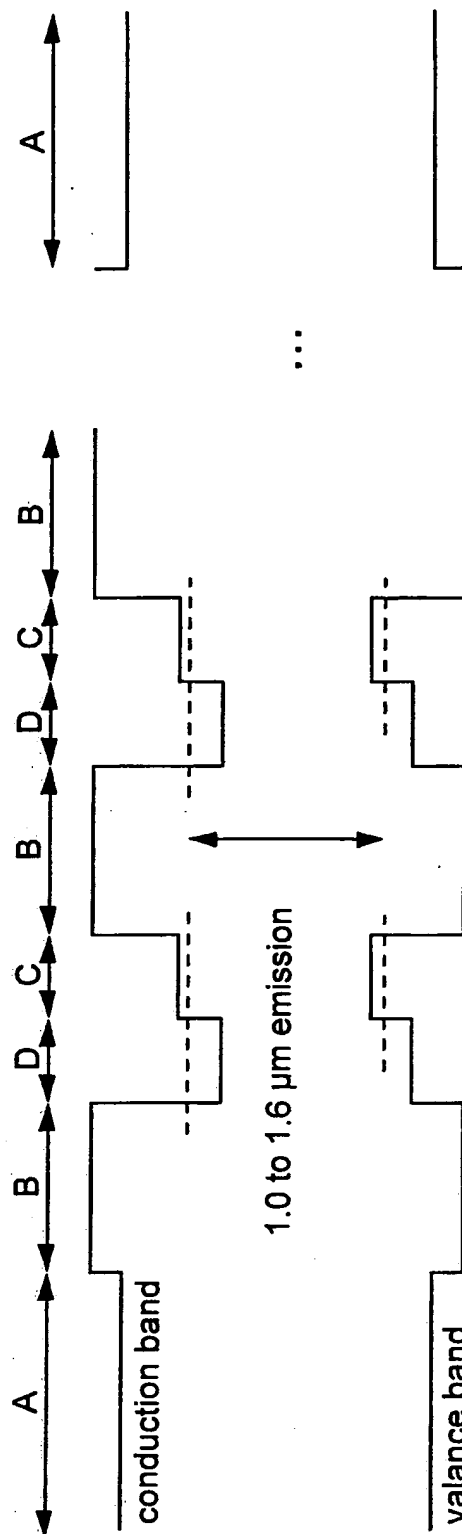 A B D C B D C B A
1.0 to 1.6 µm emission
...
conduction band
valance band